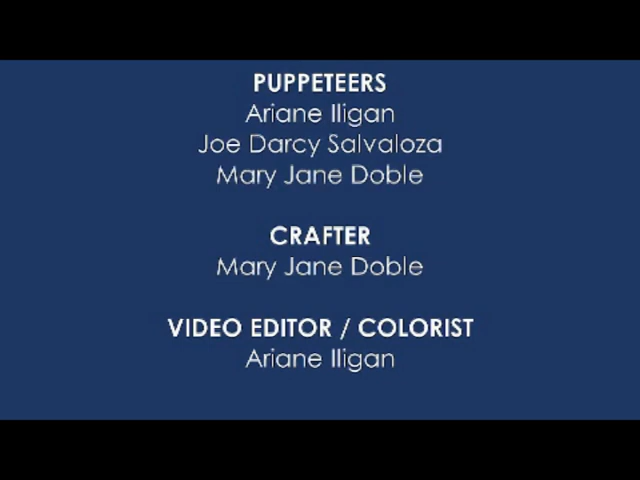 PUPPETEERS
Ariane Iligan
Joe Darcy Salvaloza
Mary Jane Doble
CRAFTER
Mary Jane Doble
VIDEO EDITOR / COLORIST
Ariane Iligan